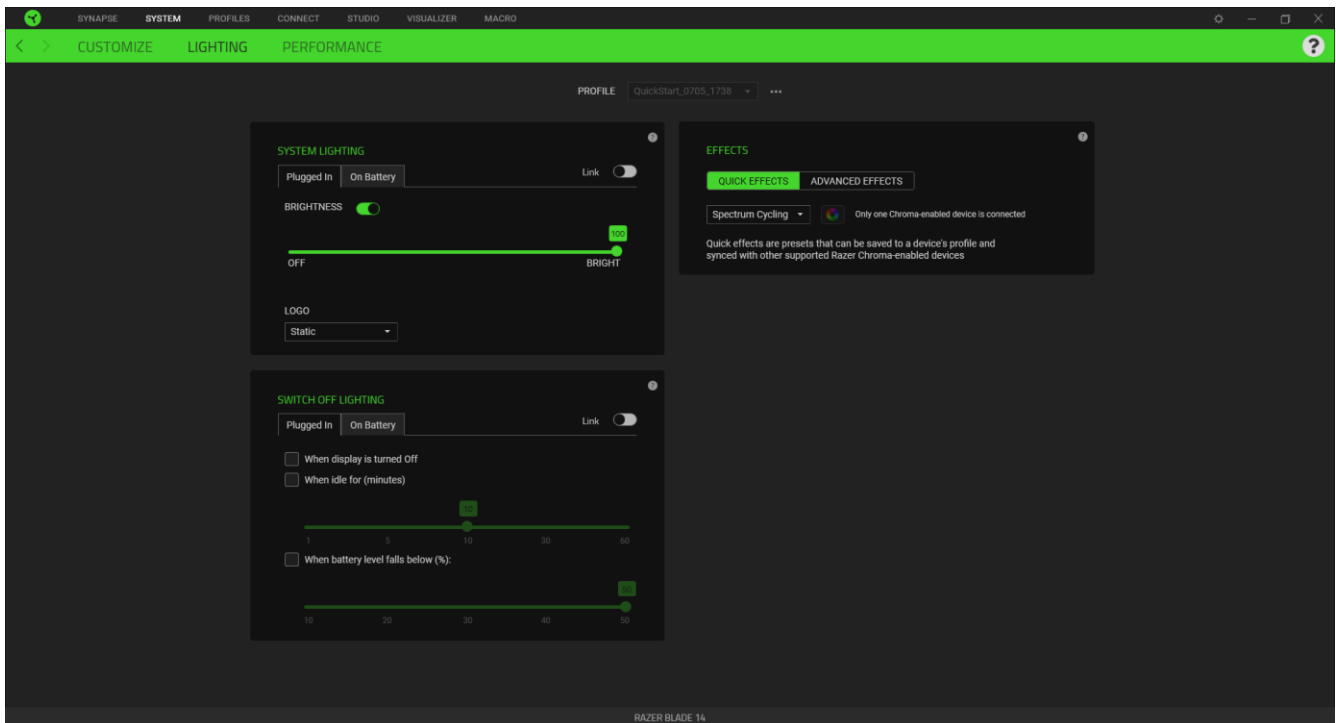 SYNAPSE SYSTEM PROFILES CONNECT STUDIO VISUALIZER MACRO
CUSTOMIZE LIGHTING PERFORMANCE ?
PROFILE QuickStart_0705_1738
SYSTEM LIGHTING ?
Plugged In On Battery Link
BRIGHTNESS
100
OFF BRIGHT
LOGO
Static
SWITCH OFF LIGHTING ?
Plugged In On Battery Link
When display is turned Off
When idle for (minutes)
10
1 5 10 30 60
When battery level falls below (%):
50
10 20 30 40 50
EFFECTS ?
QUICK EFFECTS ADVANCED EFFECTS
Spectrum Cycling Only one Chroma-enabled device is connected
Quick effects are presets that can be saved to a device's profile and
synced with other supported Razer Chroma-enabled devices
RAZER BLADE 14